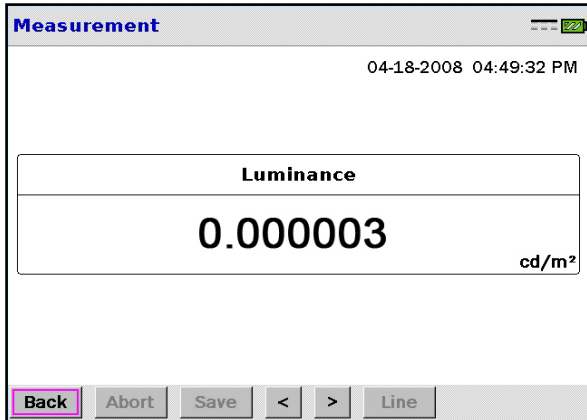 Measurement
04-18-2008 04:49:32 PM
Luminance
0.000003
cd/m²
Back Abort Save < > Line